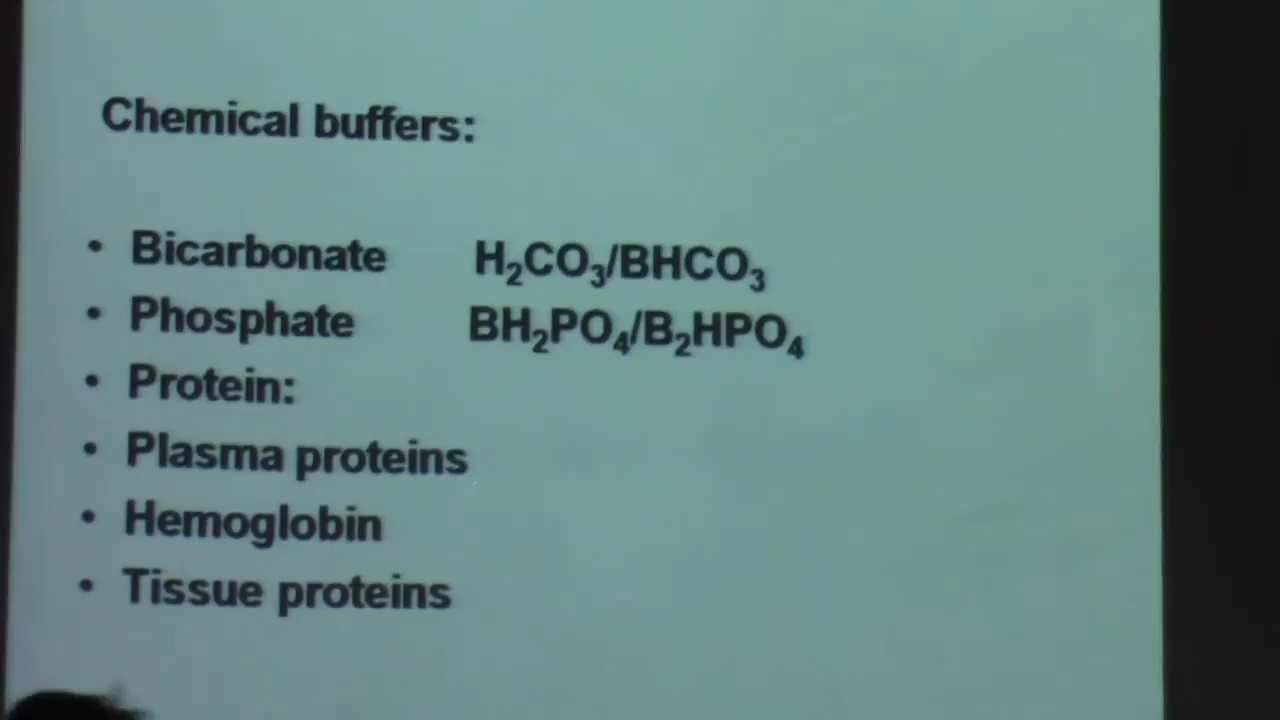 Chemical buffers:
• Bicarbonate H₂CO₃/BHCO₃
• Phosphate BH₂PO₄/B₂HPO₄
• Protein:
• Plasma proteins
• Hemoglobin
• Tissue proteins